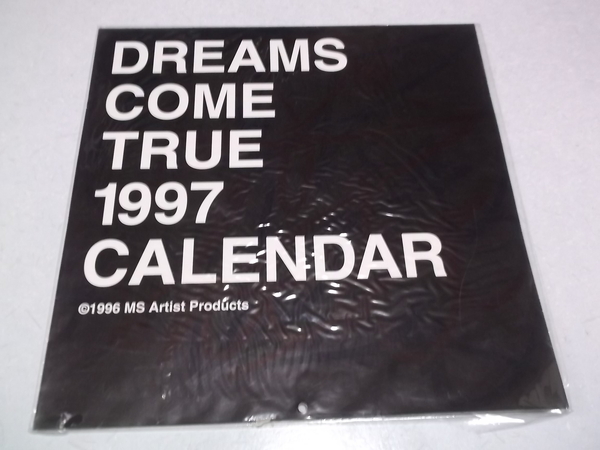 DREAMS
COME
TRUE
1997
CALENDAR
©1996 MS Artist Products